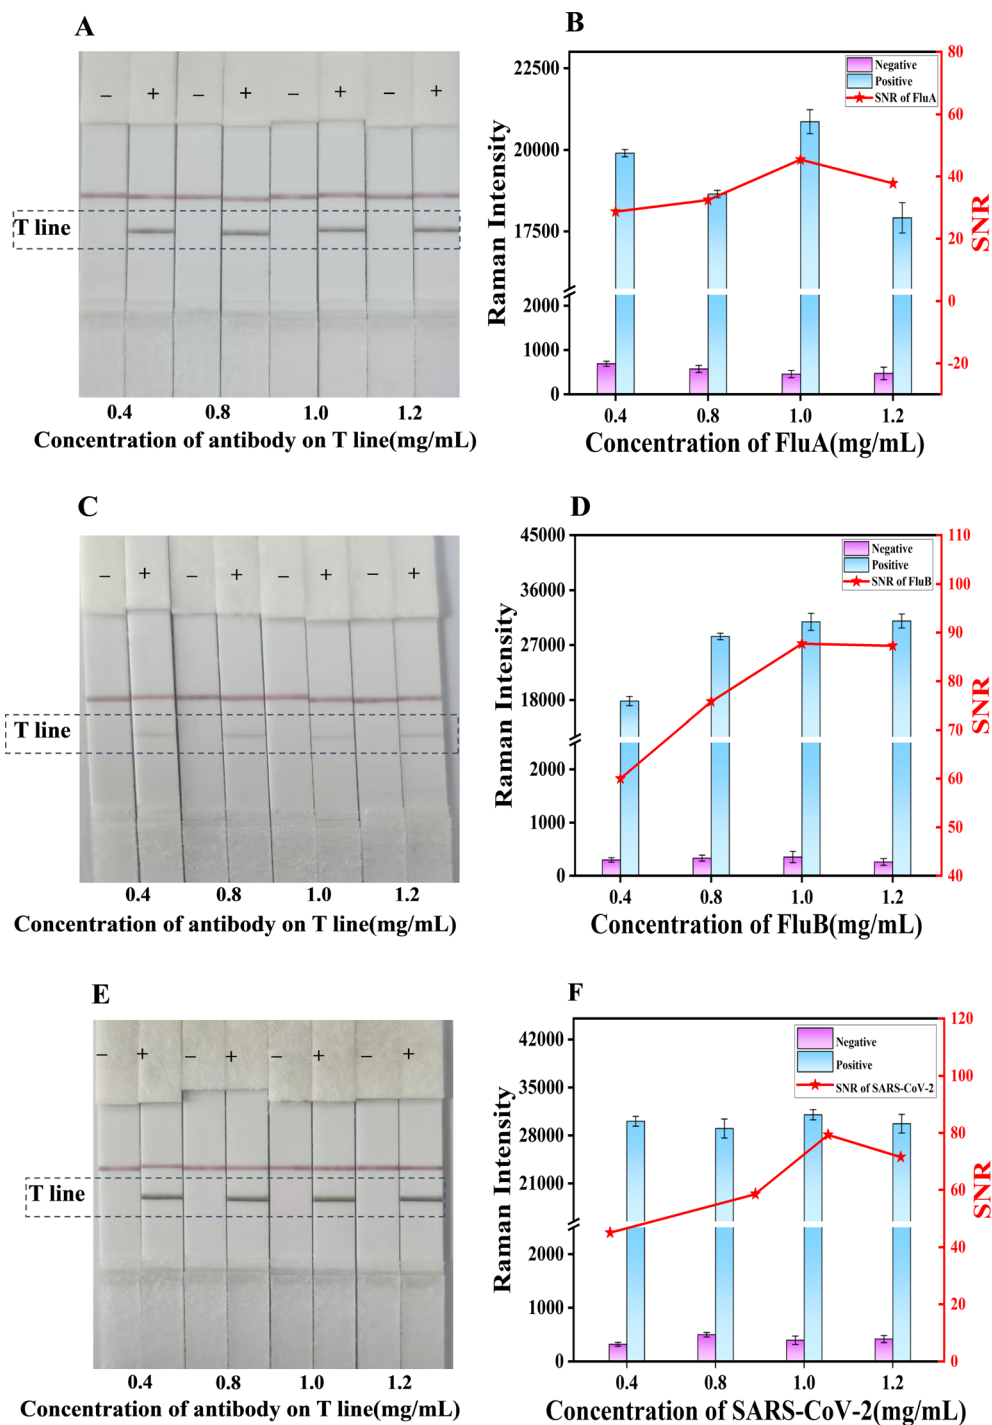 A
− + − + − + − +
T line
0.4 0.8 1.0 1.2
Concentration of antibody on T line(mg/mL)
B
Negative
Positive
SNR of FluA
22500
20000
17500
2000
1000
0
Raman Intensity
80
60
40
20
0
-20
SNR
0.4 0.8 1.0 1.2
Concentration of FluA(mg/mL)
C
− + − + − + − +
T line
0.4 0.8 1.0 1.2
Concentration of antibody on T line(mg/mL)
D
Negative
Positive
SNR of FluB
45000
36000
27000
18000
2000
1000
0
Raman Intensity
110
100
90
80
70
60
50
40
SNR
0.4 0.8 1.0 1.2
Concentration of FluB(mg/mL)
E
− + − + − + − +
T line
0.4 0.8 1.0 1.2
Concentration of antibody on T line(mg/mL)
F
Negative
Positive
SNR of SARS-CoV-2
42000
35000
28000
21000
2000
1000
0
Raman Intensity
120
100
80
60
40
20
0
SNR
0.4 0.8 1.0 1.2
Concentration of SARS-CoV-2(mg/mL)